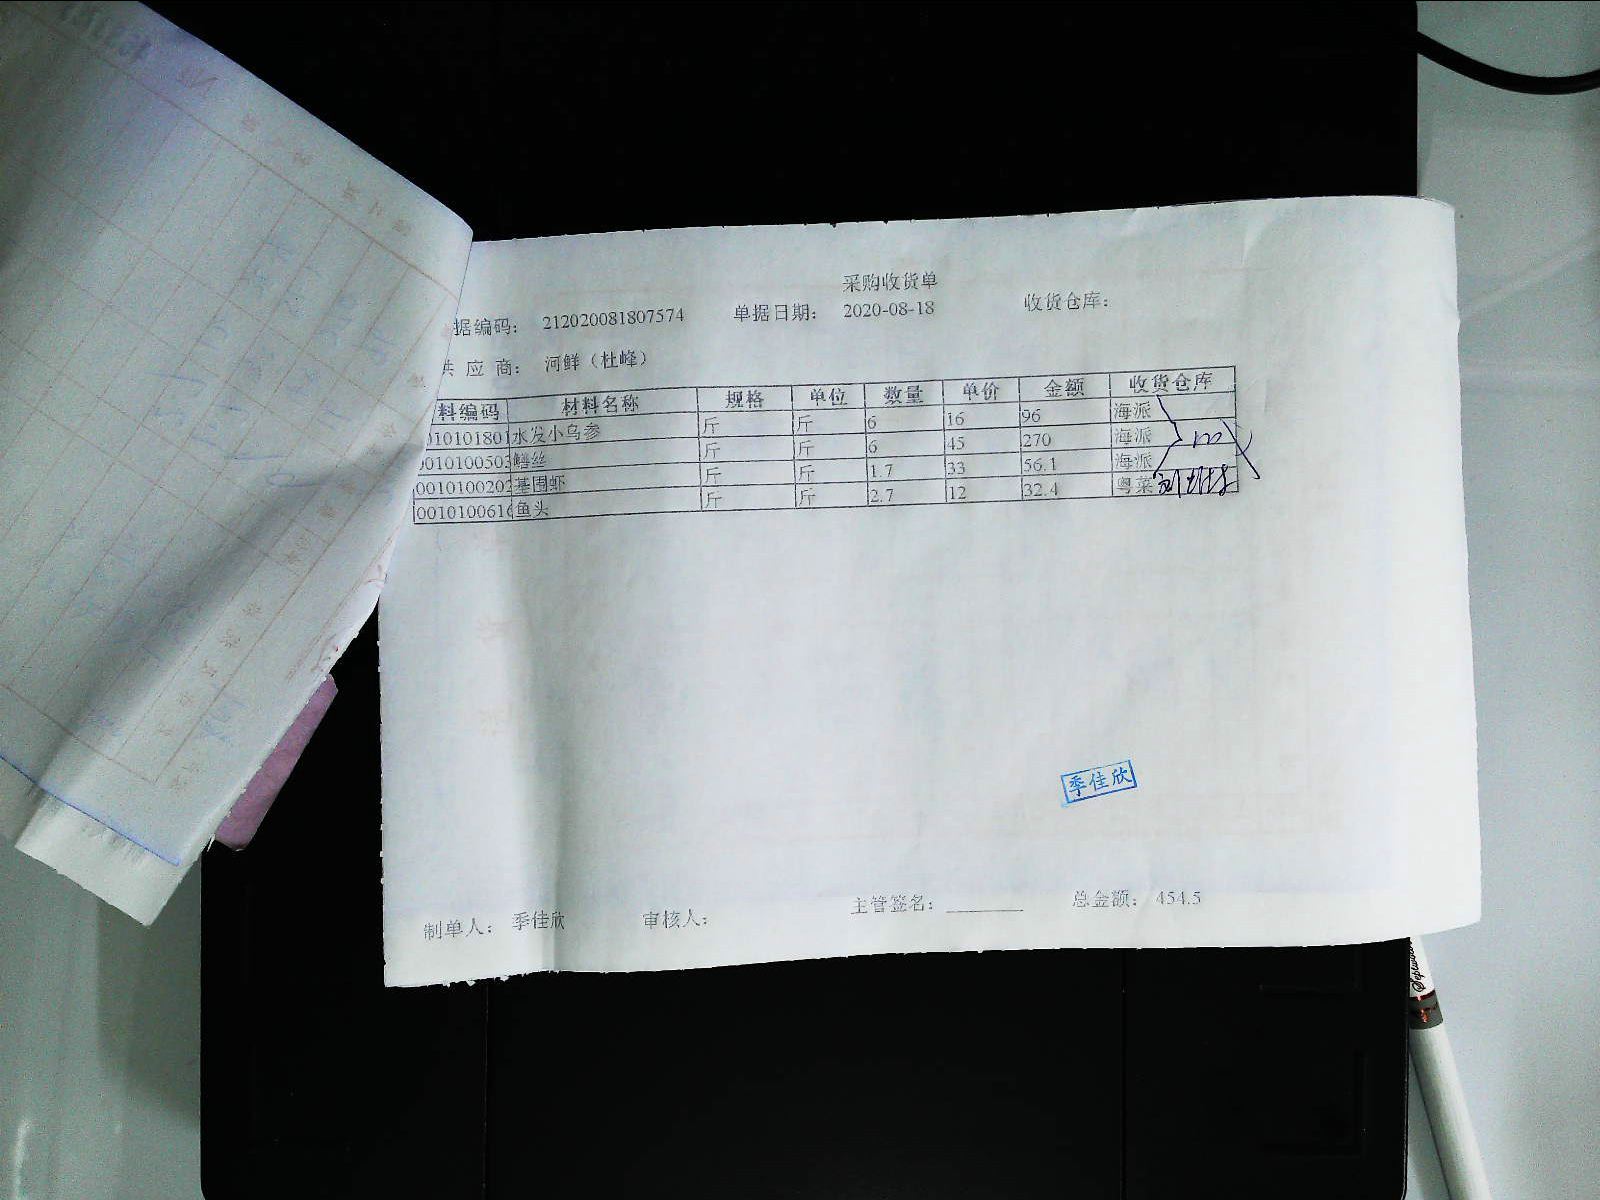 采购收货单
据编码： 212020081807574 单据日期： 2020-08-18 收货仓库：
供 应 商： 河鲜（杜峰）
料编码 材料名称 规格 单位 数量 单价 金额 收货仓库
010101801 水发小乌参 斤 斤 6 16 96 海派
0010100503 鳝丝 斤 斤 6 45 270 海派
0010100202 基围虾 斤 斤 1.7 33 56.1 海派
0010100616 鱼头 斤 斤 2.7 12 32.4 粤菜
季佳欣
制单人： 季佳欣 审核人： 主管签名： ________ 总金额： 454.5